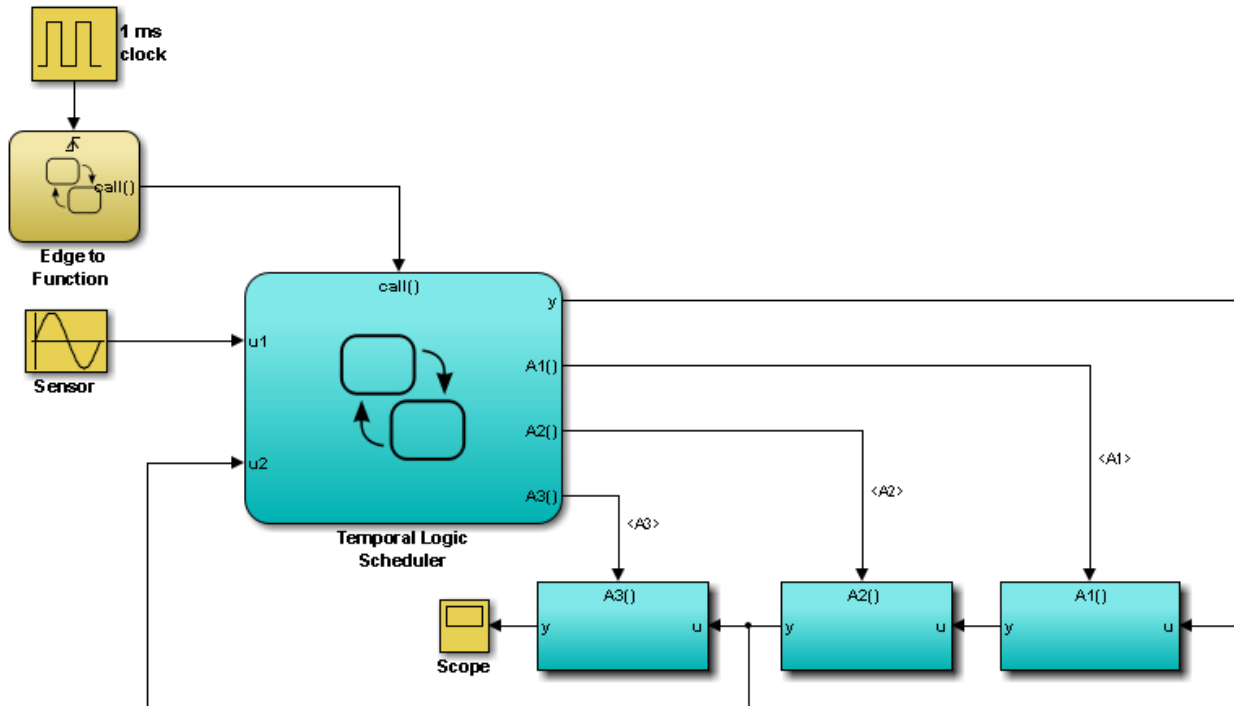 1 ms
clock
call()
Edge to
Function
call()
y
u1
Sensor
A1()
A2()
u2
<A1>
A3()
<A2>
<A3>
Temporal Logic
Scheduler
A3()
A2()
A1()
y
u
y
u
y
u
Scope